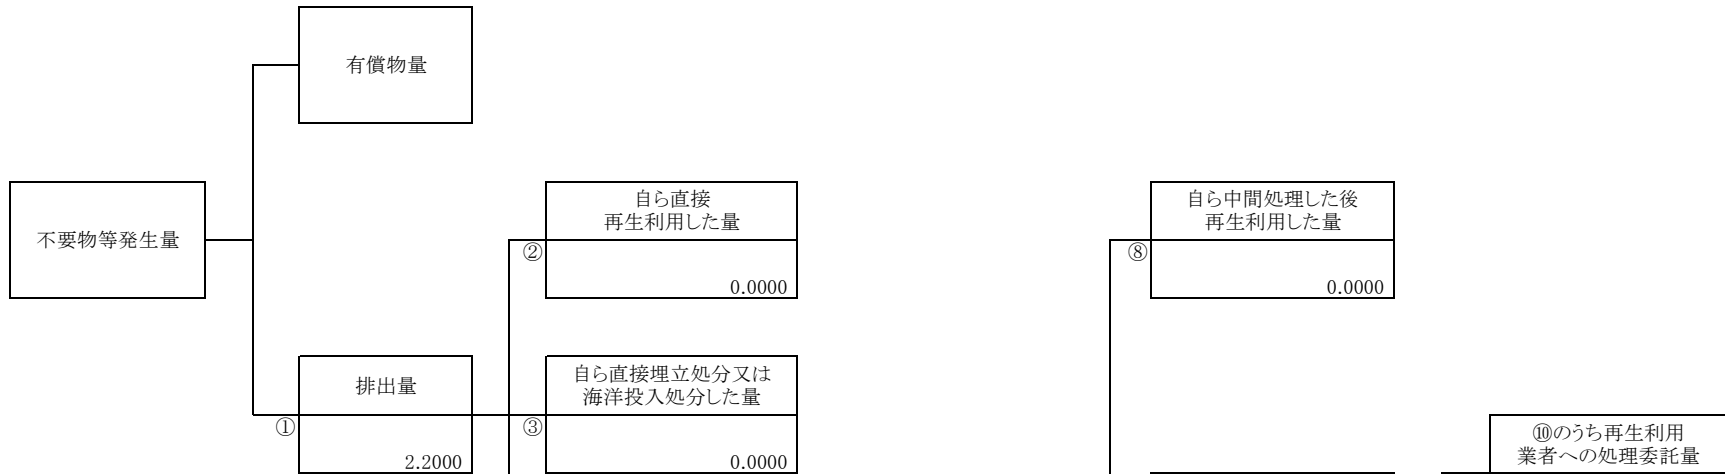 有償物量
不要物等発生量
自ら直接
再生利用した量
②
0.0000
自ら中間処理した後
再生利用した量
⑧
0.0000
排出量
①
2.2000
自ら直接埋立処分又は
海洋投入処分した量
③
0.0000
⑩のうち再生利用
業者への処理委託量